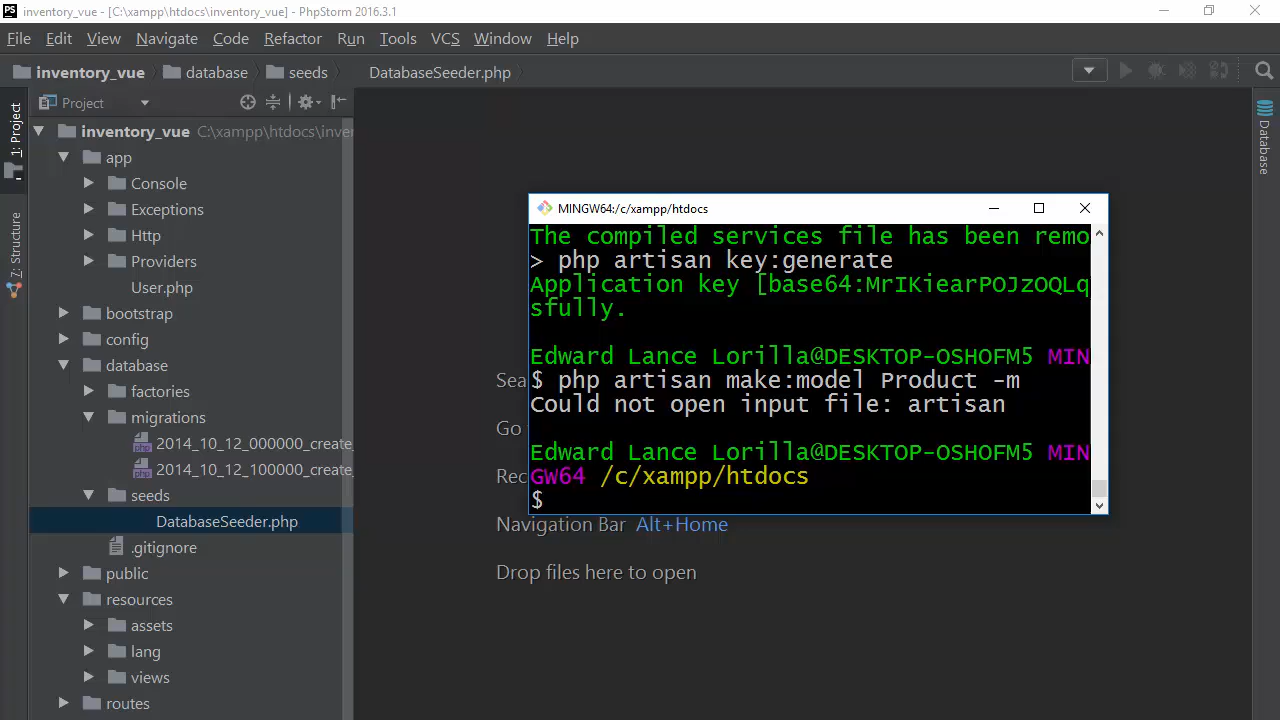 PS inventory_vue - [C:\xampp\htdocs\inventory_vue] - PhpStorm 2016.3.1
File Edit View Navigate Code Refactor Run Tools VCS Window Help
inventory_vue database seeds DatabaseSeeder.php
Project
1: Project
7: Structure
Database
inventory_vue C:\xampp\htdocs\inve
app
Console
Exceptions
Http
Providers
User.php
bootstrap
config
database
factories
migrations
2014_10_12_000000_create_
2014_10_12_100000_create_
seeds
DatabaseSeeder.php
.gitignore
public
resources
assets
lang
views
routes
MINGW64:/c/xampp/htdocs
The compiled services file has been remo
> php artisan key:generate
Application key [base64:MrIKiearPOJzOQLq
sfully.
Edward Lance Lorilla@DESKTOP-OSHOFM5 MIN
$ php artisan make:model Product -m
Could not open input file: artisan
Edward Lance Lorilla@DESKTOP-OSHOFM5 MIN
GW64 /c/xampp/htdocs
$
Sea
Go
Rec
Navigation Bar Alt+Home
Drop files here to open